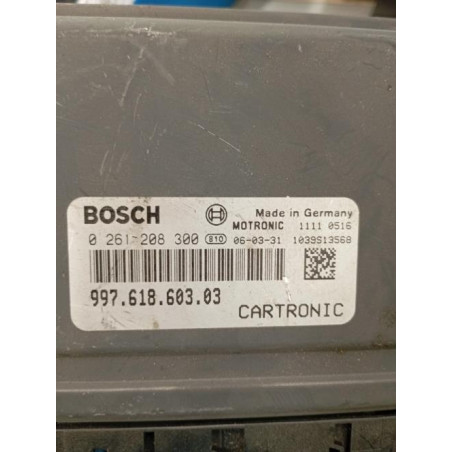 BOSCH Made in Germany
MOTRONIC 1111 0516
0 261 208 300 E10 06-03-31 1039S13568
997.618.603.03
CARTRONIC